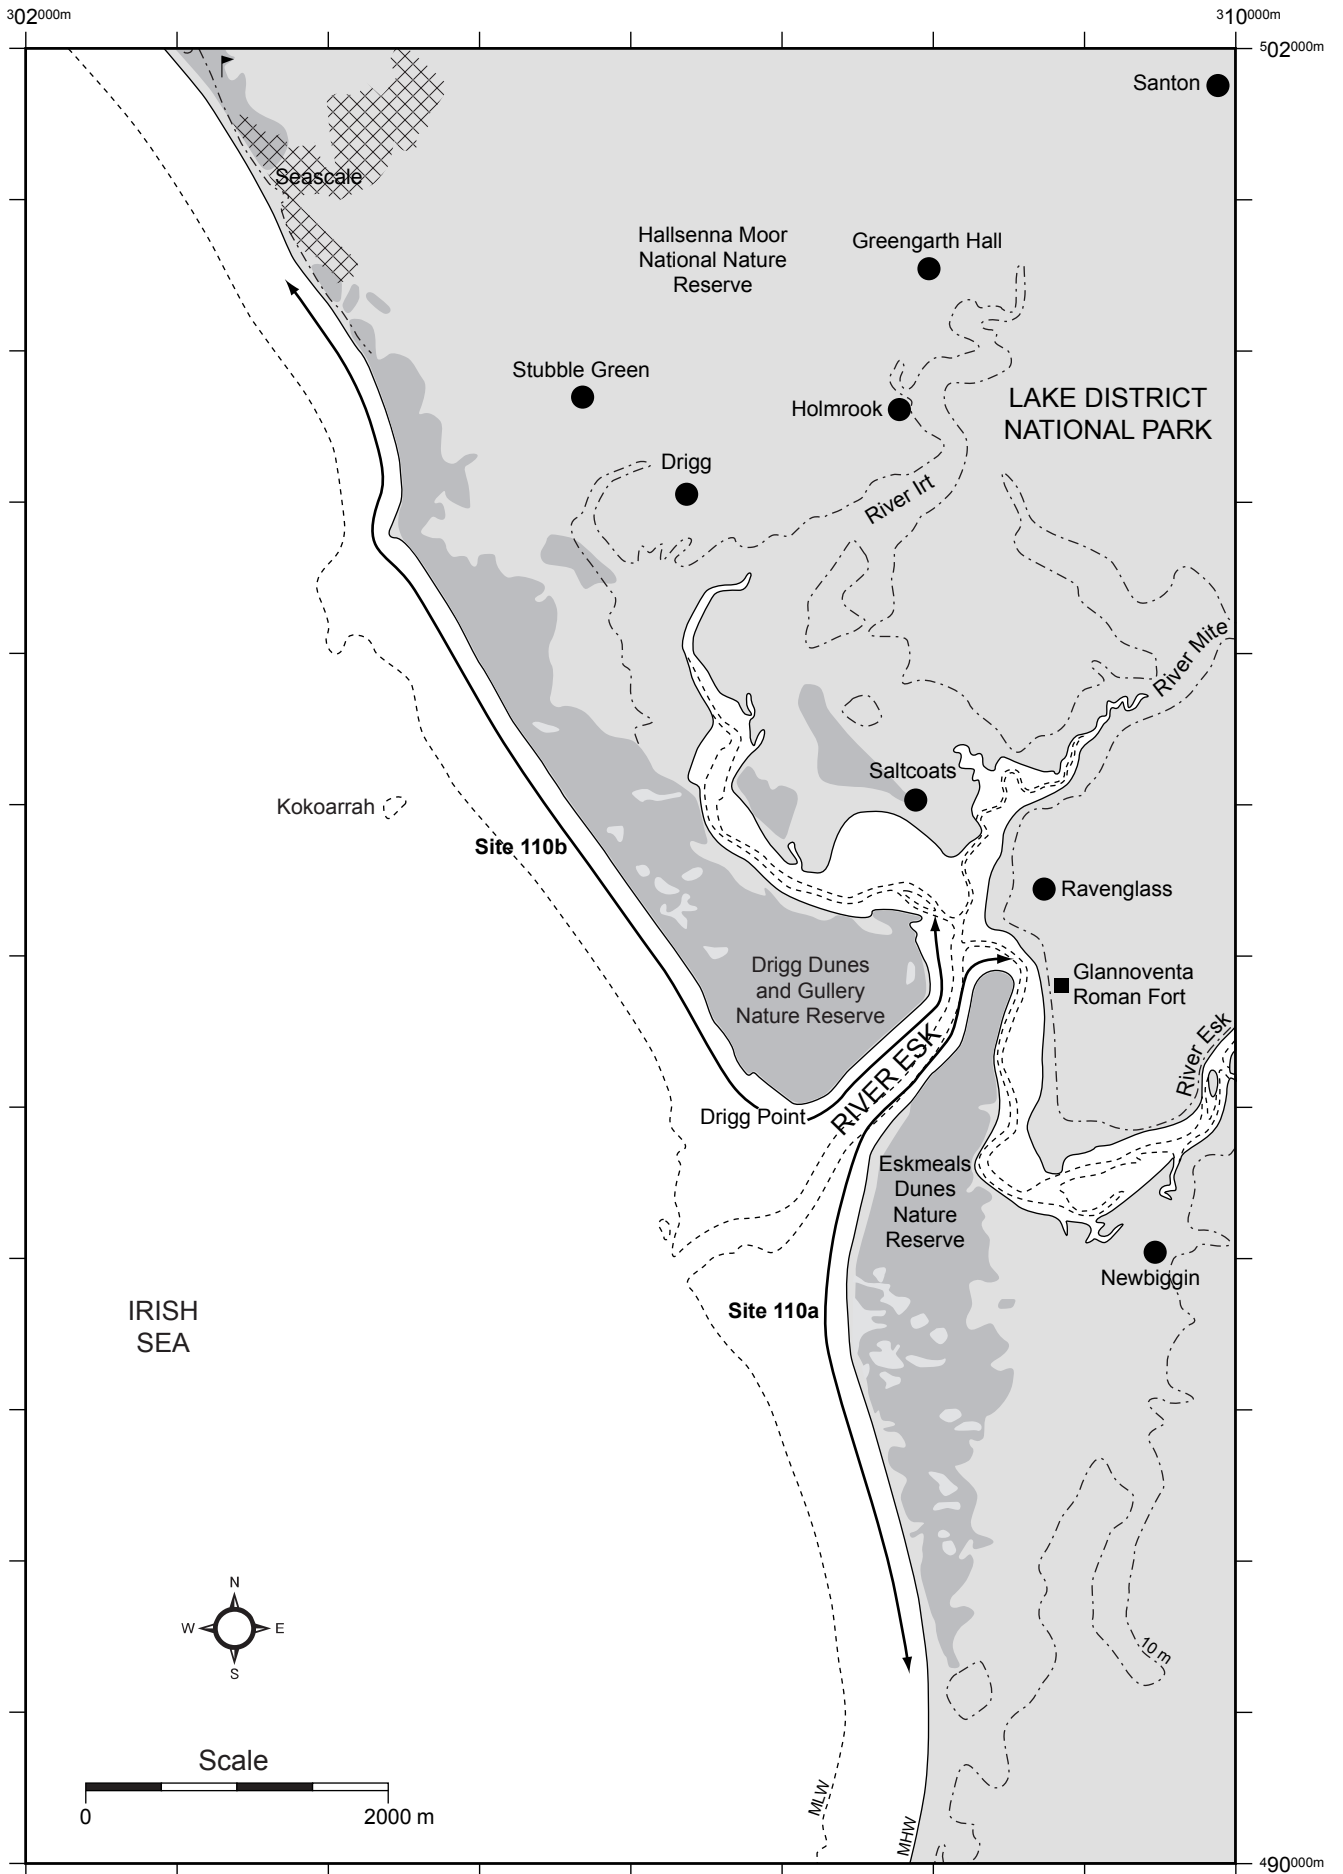 302000m
310000m
502000m
Santon
Seascale
Hallsenna Moor
National Nature
Reserve
Greengarth Hall
Stubble Green
Holmrook
LAKE DISTRICT
NATIONAL PARK
Drigg
River Irt
River Mite
Saltcoats
Kokoarrah
Site 110b
Ravenglass
Drigg Dunes
and Gullery
Nature Reserve
Glannoventa
Roman Fort
River Esk
RIVER ESK
Drigg Point
Eskmeals
Dunes
Nature
Reserve
Newbiggin
IRISH
SEA
Site 110a
N
W
E
S
10 m
Scale
0
2000 m
MLW
MHW
490000m